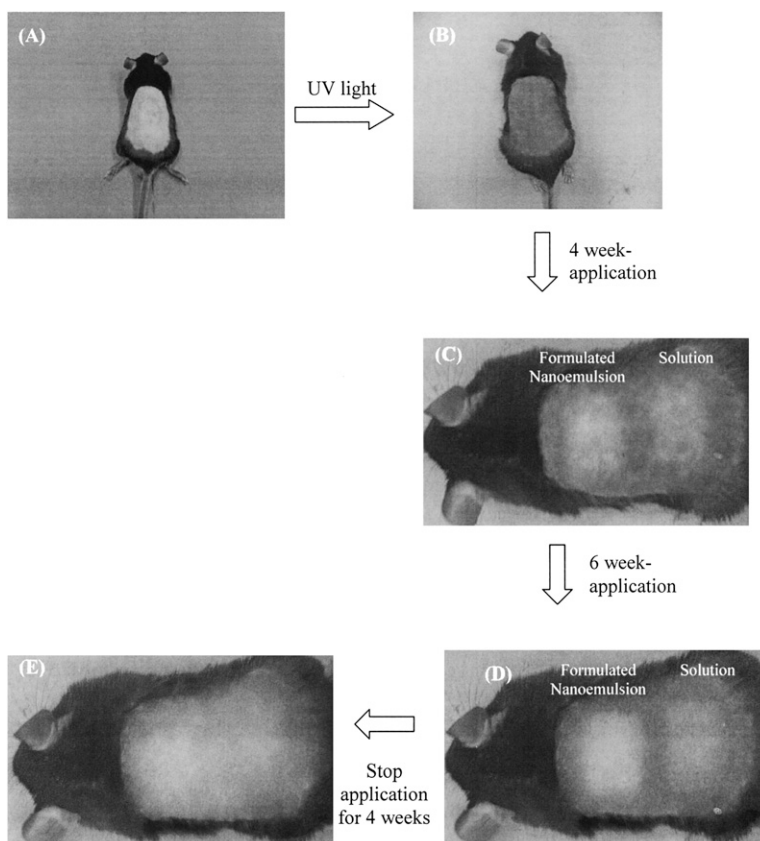 (A)
UV light
(B)
4 week-
application
(C)
Formulated
Nanoemulsion
Solution
6 week-
application
(D)
Formulated
Nanoemulsion
Solution
(E)
Stop
application
for 4 weeks